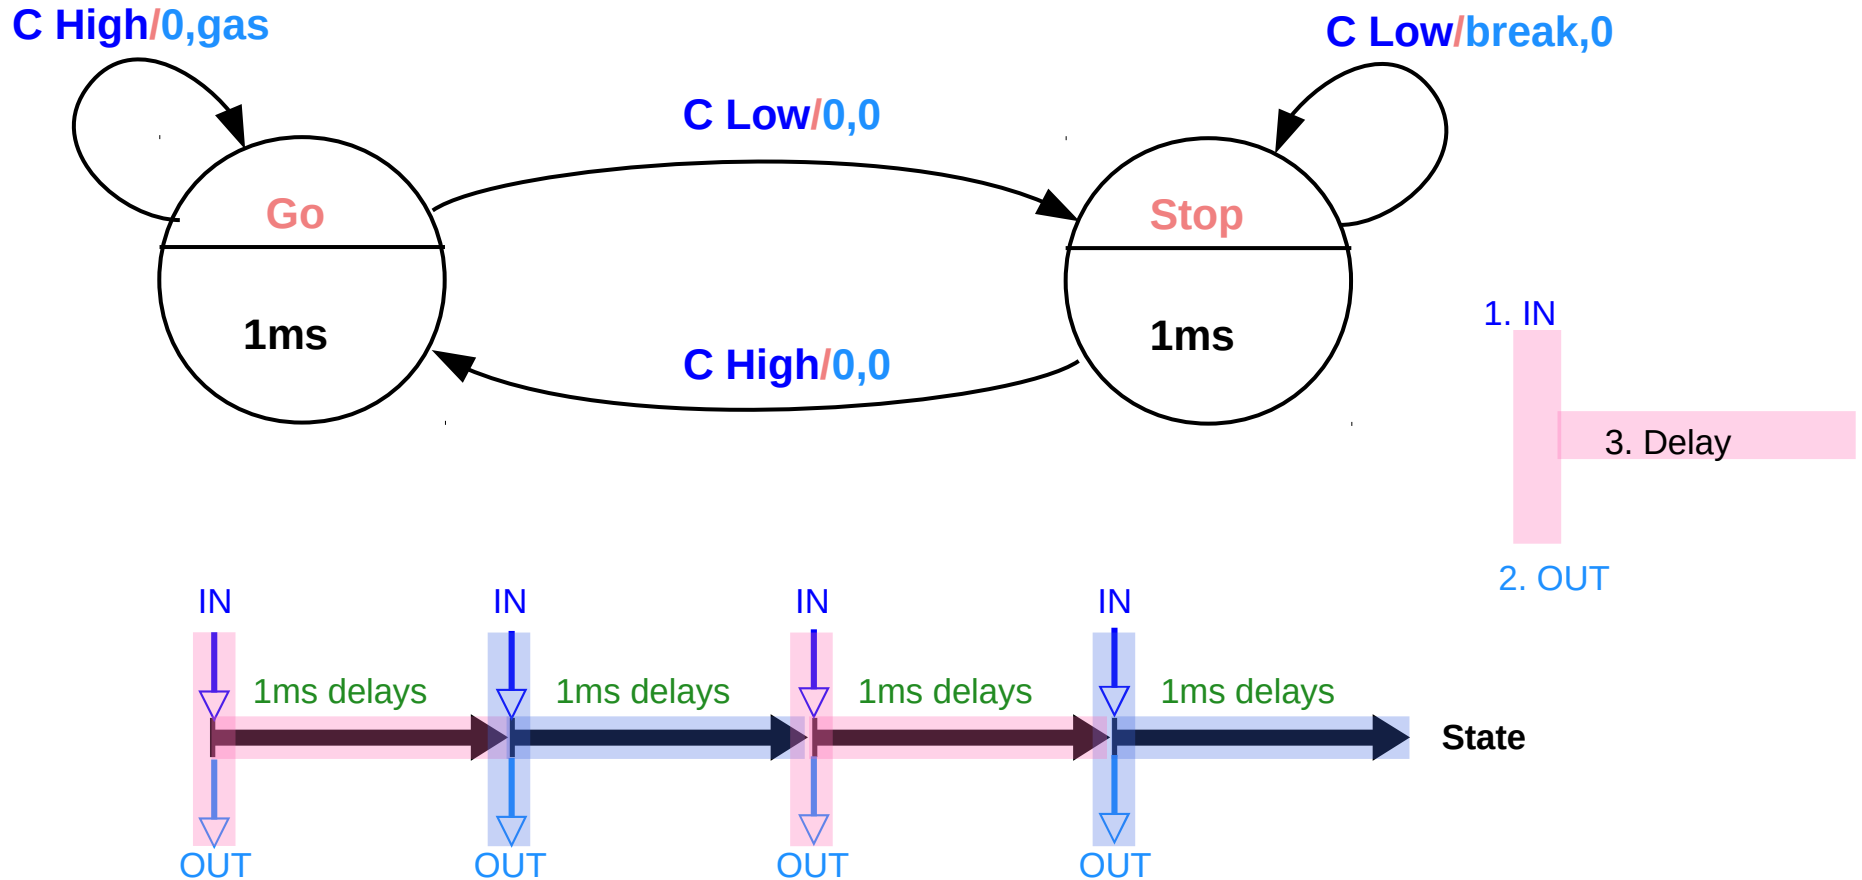 C High/0,gas
C Low/break,0
C Low/0,0
Go
Stop
1ms
1ms
C High/0,0
1. IN
3. Delay
2. OUT
IN
IN
IN
IN
1ms delays
1ms delays
1ms delays
1ms delays
State
OUT
OUT
OUT
OUT